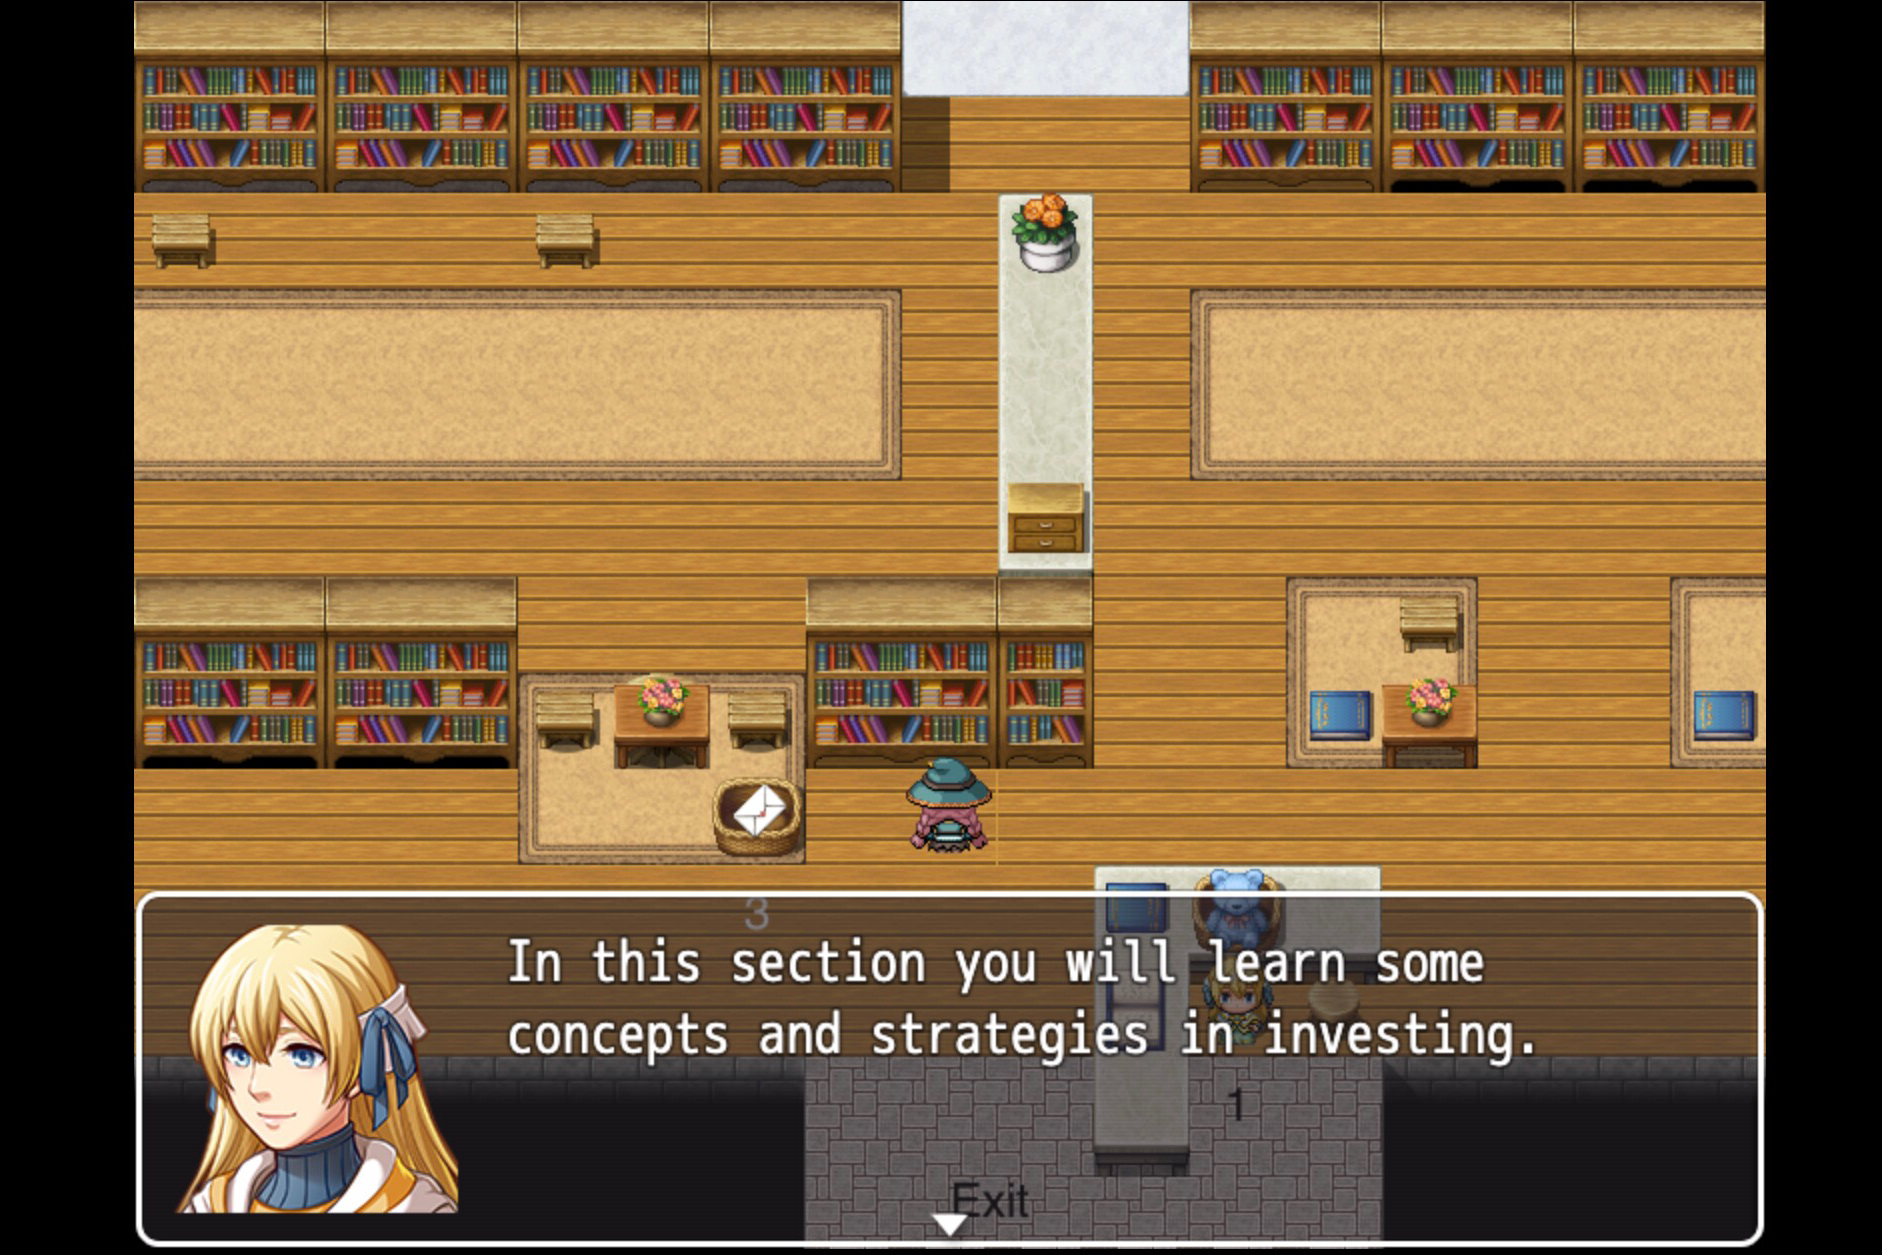 3
In this section you will learn some
concepts and strategies in investing.
1
Exit